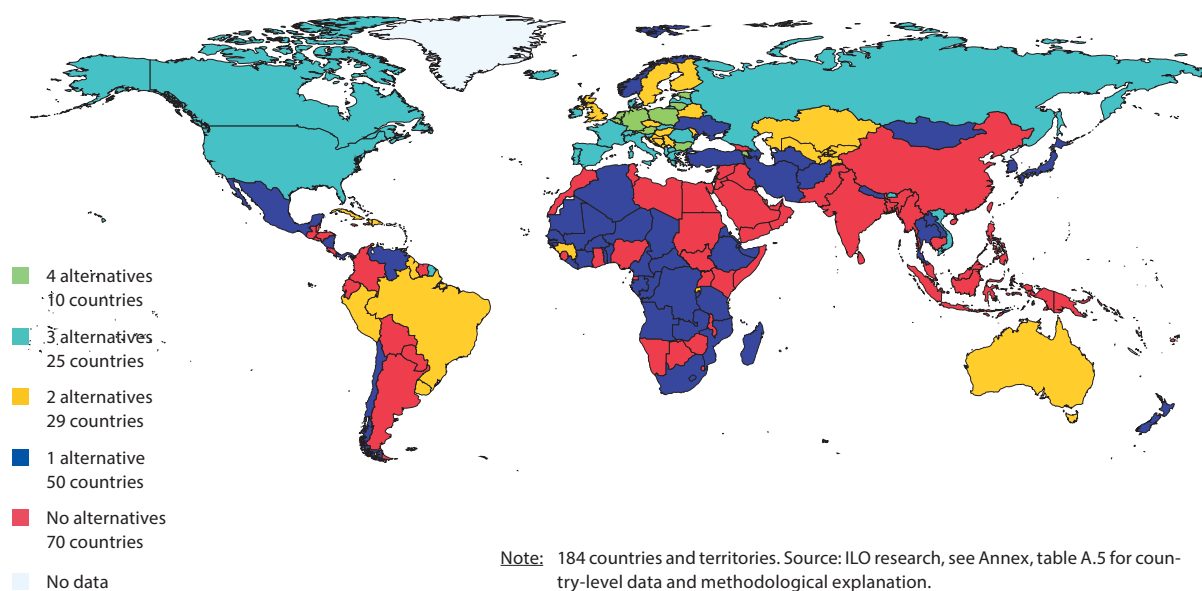 4 alternatives
10 countries
3 alternatives
25 countries
2 alternatives
29 countries
1 alternative
50 countries
No alternatives
70 countries
No data
Note: 184 countries and territories. Source: ILO research, see Annex, table A.5 for coun-
try-level data and methodological explanation.